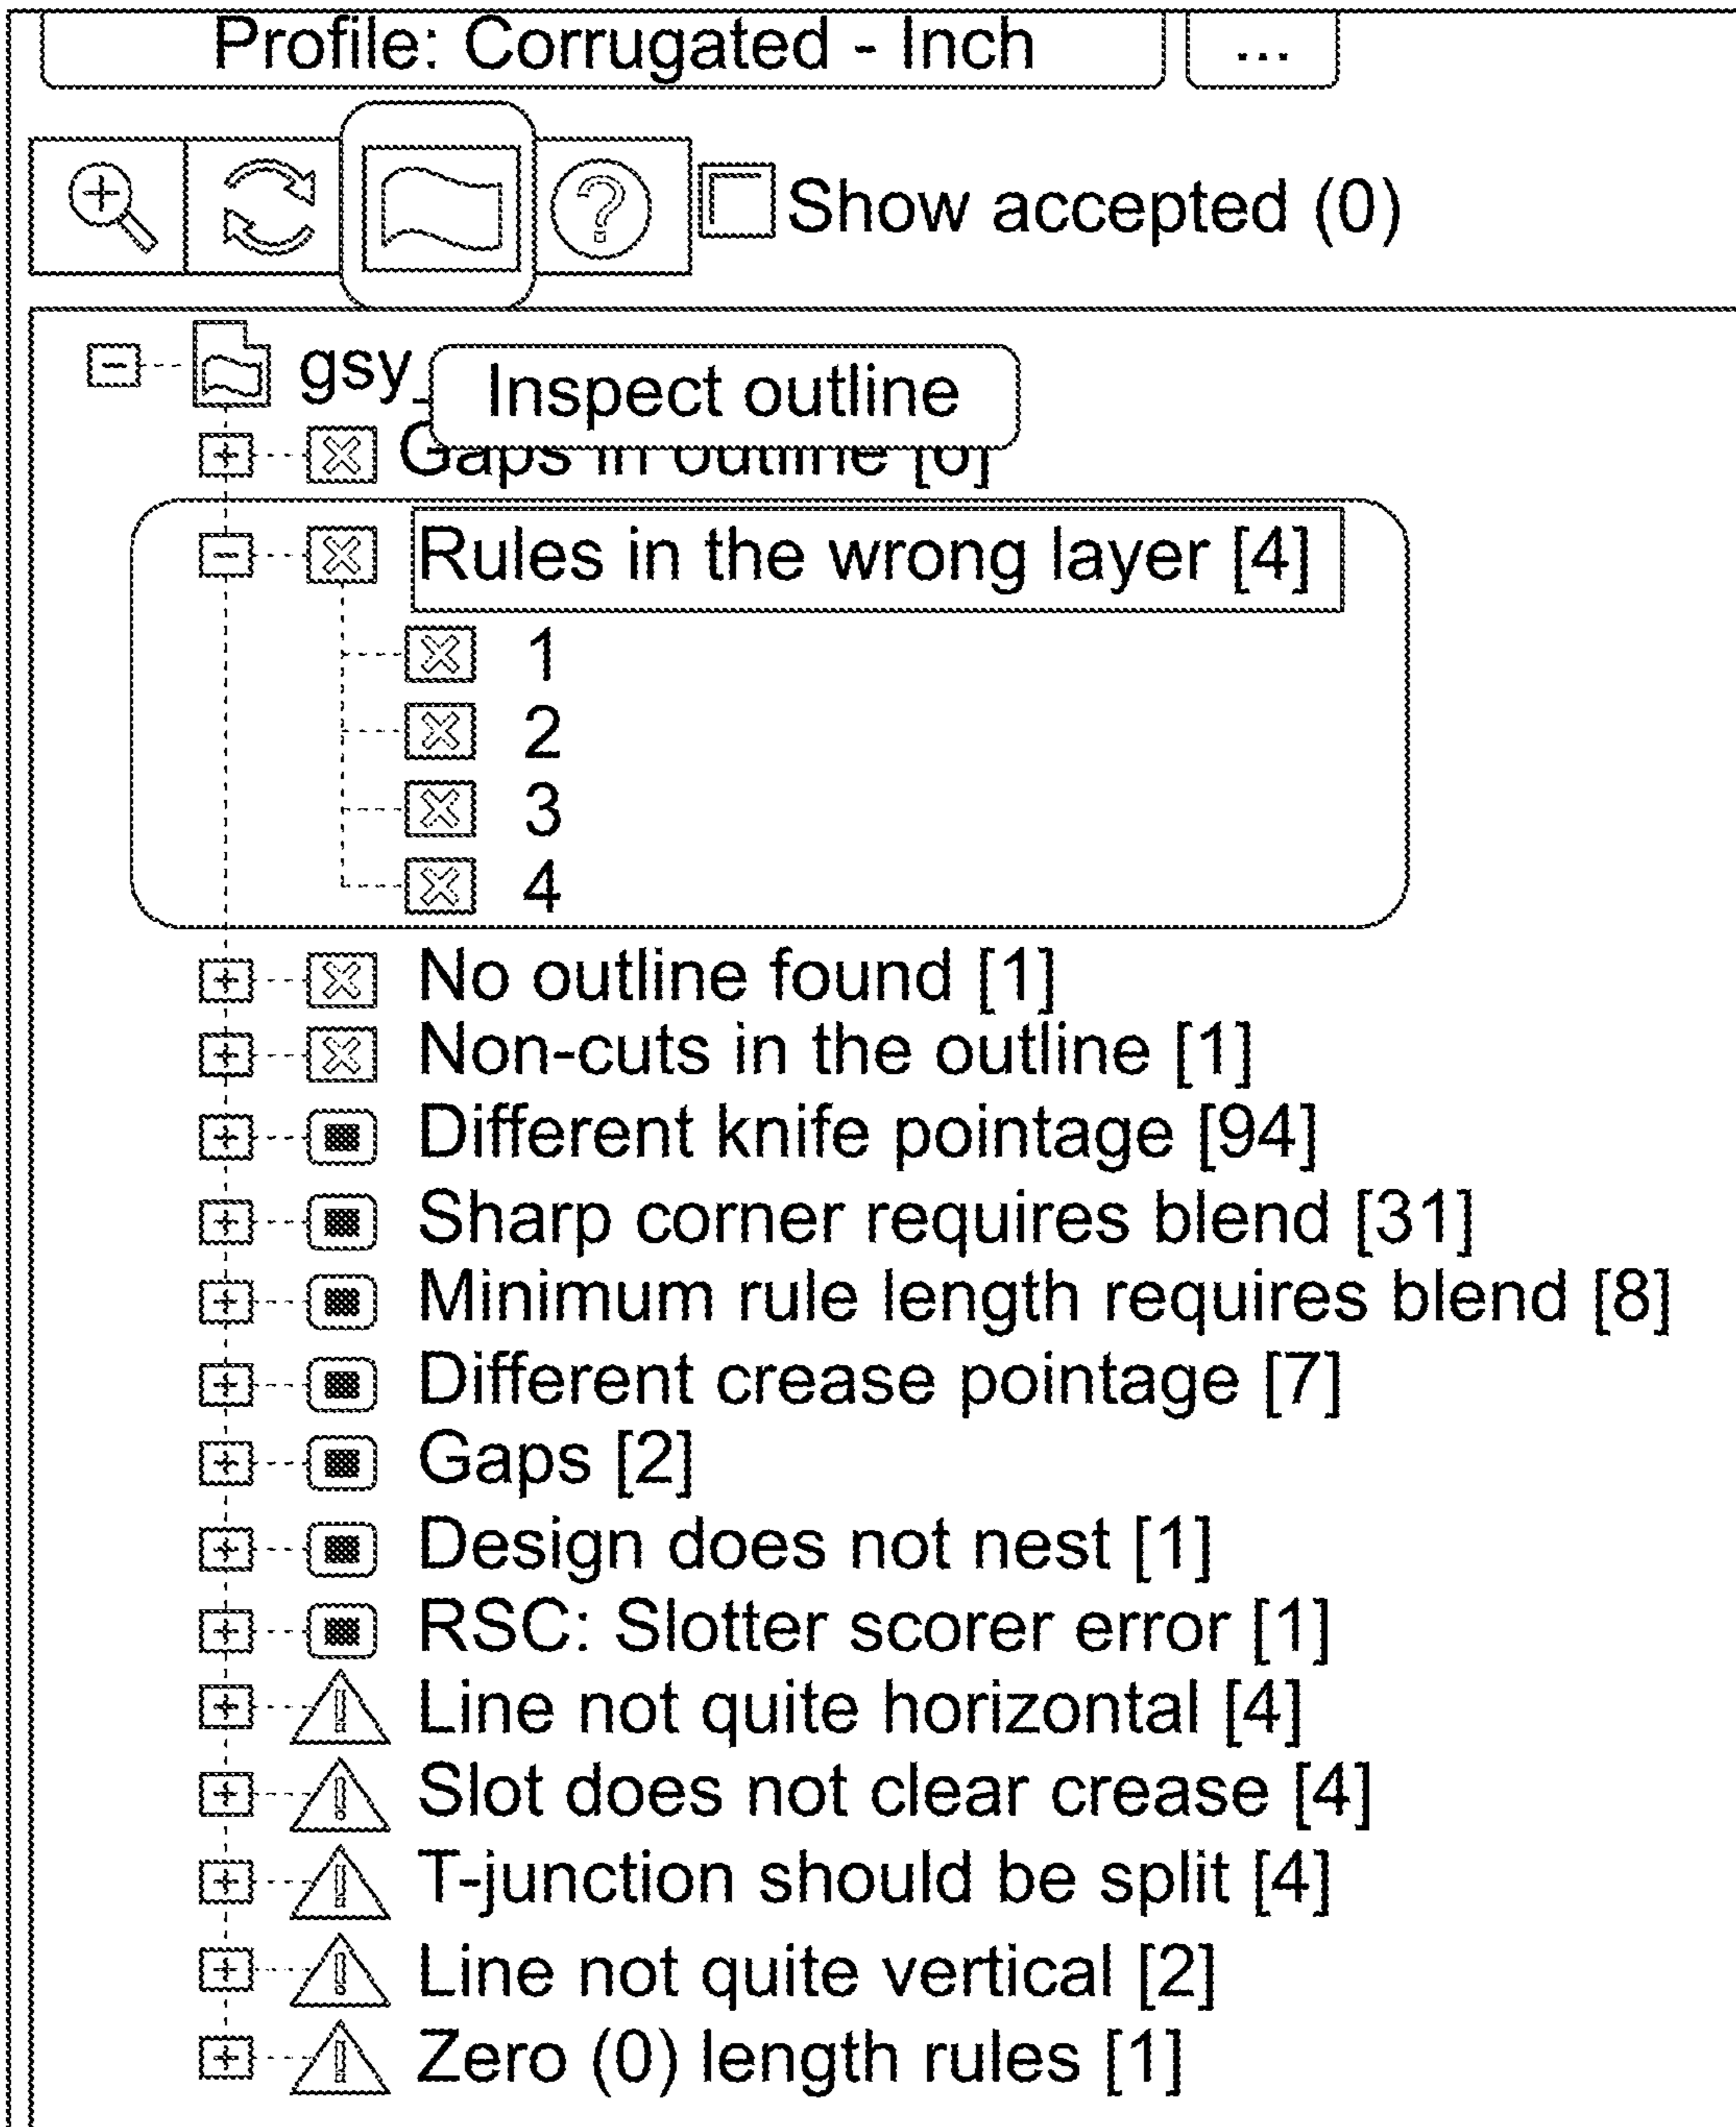 Profile: Corrugated - Inch ...
Show accepted (0)
gsy_
Inspect outline
Gaps in outline
Rules in the wrong layer [4]
1
2
3
4
No outline found [1]
Non-cuts in the outline [1]
Different knife pointage [94]
Sharp corner requires blend [31]
Minimum rule length requires blend [8]
Different crease pointage [7]
Gaps [2]
Design does not nest [1]
RSC: Slotter scorer error [1]
Line not quite horizontal [4]
Slot does not clear crease [4]
T-junction should be split [4]
Line not quite vertical [2]
Zero (0) length rules [1]